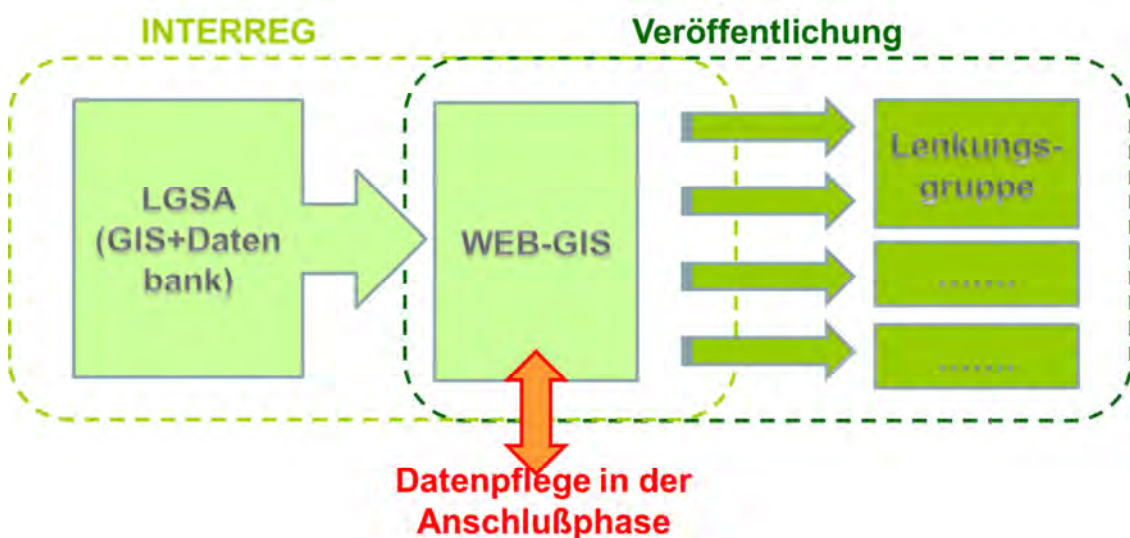 INTERREG
Veröffentlichung
LGSA
(GIS+Daten
bank)
WEB-GIS
Lenkungs-
gruppe
.......
.......
Datenpflege in der
Anschlußphase